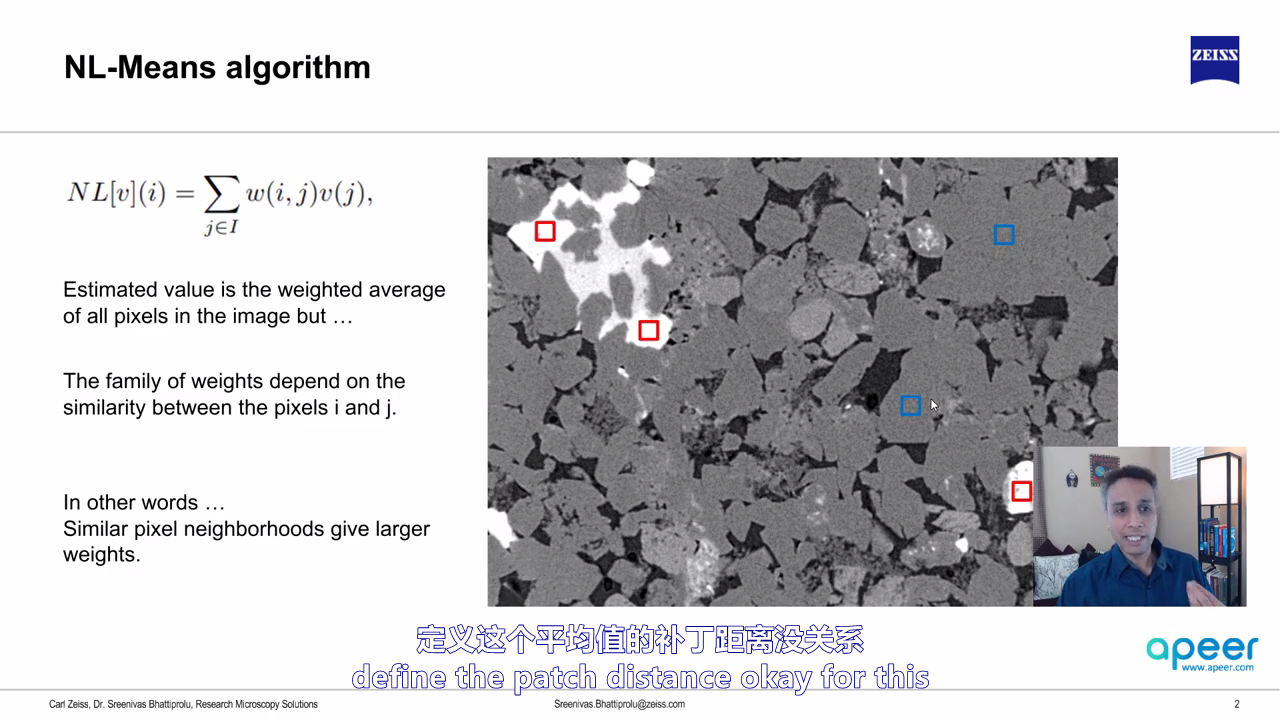 NL-Means algorithm
ZEISS
NL[v](i) = ∑ w(i, j)v(j),
j∈I
Estimated value is the weighted average
of all pixels in the image but …
The family of weights depend on the
similarity between the pixels i and j.
In other words …
Similar pixel neighborhoods give larger
weights.
定义这个平均值的补丁距离没关系
define the patch distance okay for this
apeer
www.apeer.com
Carl Zeiss, Dr. Sreenivas Bhattiprolu, Research Microscopy Solutions
Sreenivas.Bhattiprolu@zeiss.com
2